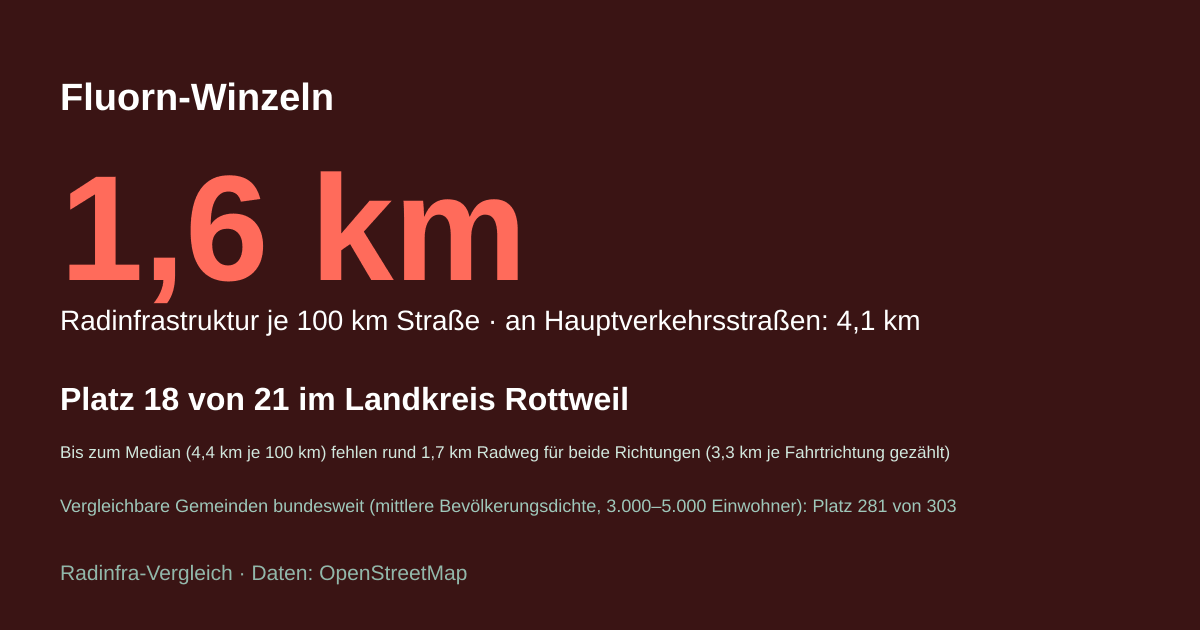 Fluorn-Winzeln
1,6 km
Radinfrastruktur je 100 km Straße · an Hauptverkehrsstraßen: 4,1 km
Platz 18 von 21 im Landkreis Rottweil
Bis zum Median (4,4 km je 100 km) fehlen rund 1,7 km Radweg für beide Richtungen (3,3 km je Fahrtrichtung gezählt)
Vergleichbare Gemeinden bundesweit (mittlere Bevölkerungsdichte, 3.000–5.000 Einwohner): Platz 281 von 303
Radinfra-Vergleich · Daten: OpenStreetMap